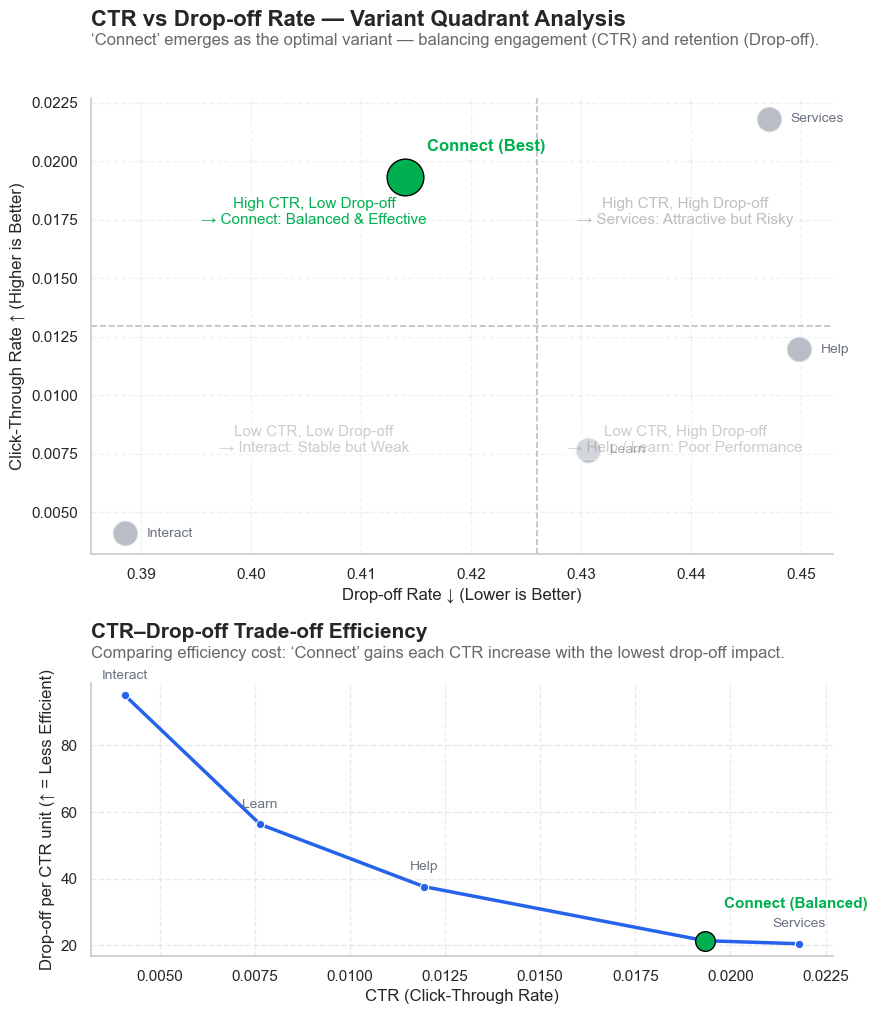 CTR vs Drop-off Rate — Variant Quadrant Analysis
‘Connect’ emerges as the optimal variant — balancing engagement (CTR) and retention (Drop-off).
Click-Through Rate ↑ (Higher is Better)
0.0225
0.0200
0.0175
0.0150
0.0125
0.0100
0.0075
0.0050
Services
Connect (Best)
High CTR, Low Drop-off
→ Connect: Balanced & Effective
High CTR, High Drop-off
→ Services: Attractive but Risky
Help
Low CTR, Low Drop-off
→ Interact: Stable but Weak
Low CTR, High Drop-off
→ Help / Learn: Poor Performance
Learn
Interact
0.39 0.40 0.41 0.42 0.43 0.44 0.45
Drop-off Rate ↓ (Lower is Better)
CTR–Drop-off Trade-off Efficiency
Comparing efficiency cost: ‘Connect’ gains each CTR increase with the lowest drop-off impact.
Drop-off per CTR unit (↑ = Less Efficient)
80
60
40
20
Interact
Learn
Help
Connect (Balanced)
Services
0.0050 0.0075 0.0100 0.0125 0.0150 0.0175 0.0200 0.0225
CTR (Click-Through Rate)